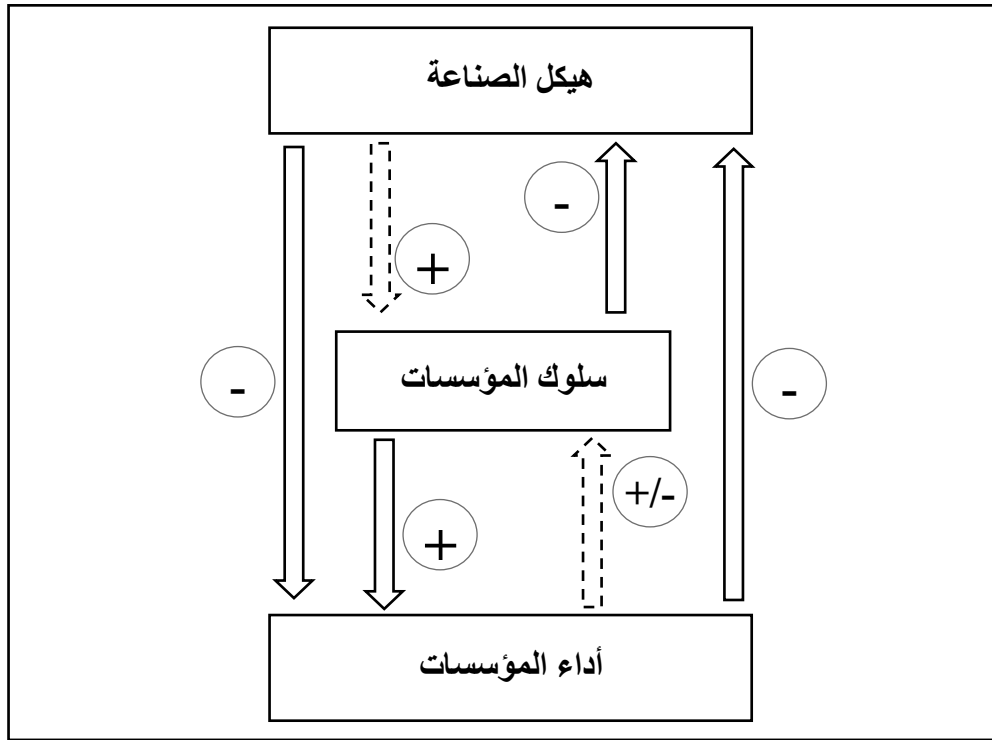 هيكل الصناعة
-
+
سلوك المؤسسات
-
-
+/-
+
أداء المؤسسات